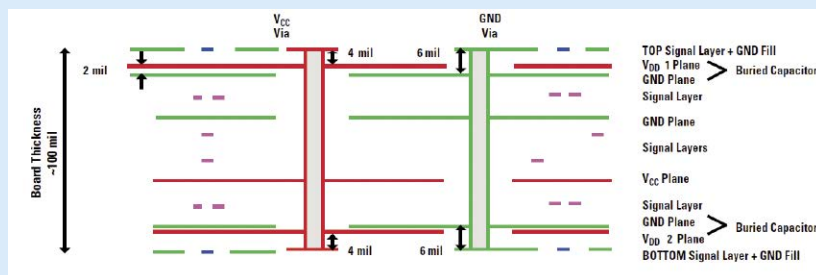 VCC
Via
GND
Via
4 mil
6 mil
2 mil
Board Thickness
~100 mil
4 mil
6 mil
TOP Signal Layer + GND Fill
VDD 1 Plane
GND Plane
Buried Capacitor
Signal Layer
GND Plane
Signal Layers
VCC Plane
Signal Layer
GND Plane
Buried Capacitor
VDD 2 Plane
BOTTOM Signal Layer + GND Fill